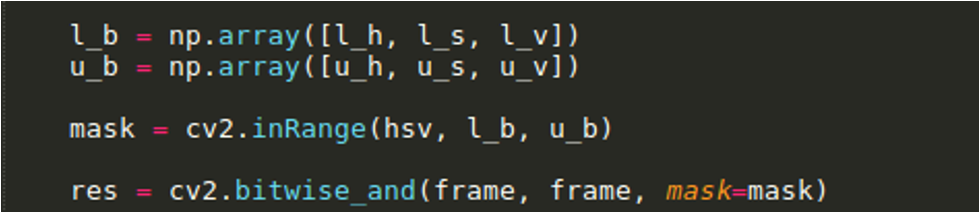 l_b = np.array([l_h, l_s, l_v])
u_b = np.array([u_h, u_s, u_v])
mask = cv2.inRange(hsv, l_b, u_b)
res = cv2.bitwise_and(frame, frame, mask=mask)